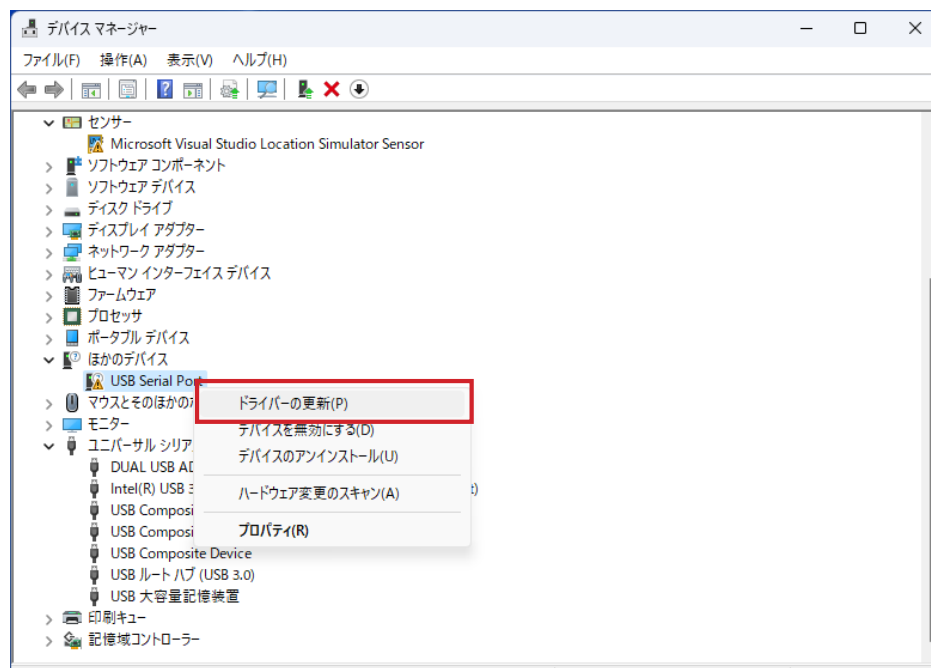 デバイス マネージャー
ファイル(F) 操作(A) 表示(V) ヘルプ(H)
センサー
Microsoft Visual Studio Location Simulator Sensor
ソフトウェア コンポーネント
ソフトウェア デバイス
ディスク ドライブ
ディスプレイ アダプター
ネットワーク アダプター
ヒューマン インターフェイス デバイス
ファームウェア
プロセッサ
ポータブル デバイス
ほかのデバイス
USB Serial Port
マウスとそのほかの
ドライバーの更新(P)
モニター
デバイスを無効にする(D)
ユニバーサル シリア
デバイスのアンインストール(U)
DUAL USB
Intel(R) USB
ハードウェア変更のスキャン(A)
USB Composi
USB Composi
プロパティ(R)
USB Composite Device
USB ルート ハブ (USB 3.0)
USB 大容量記憶装置
印刷キュー
記憶域コントローラー